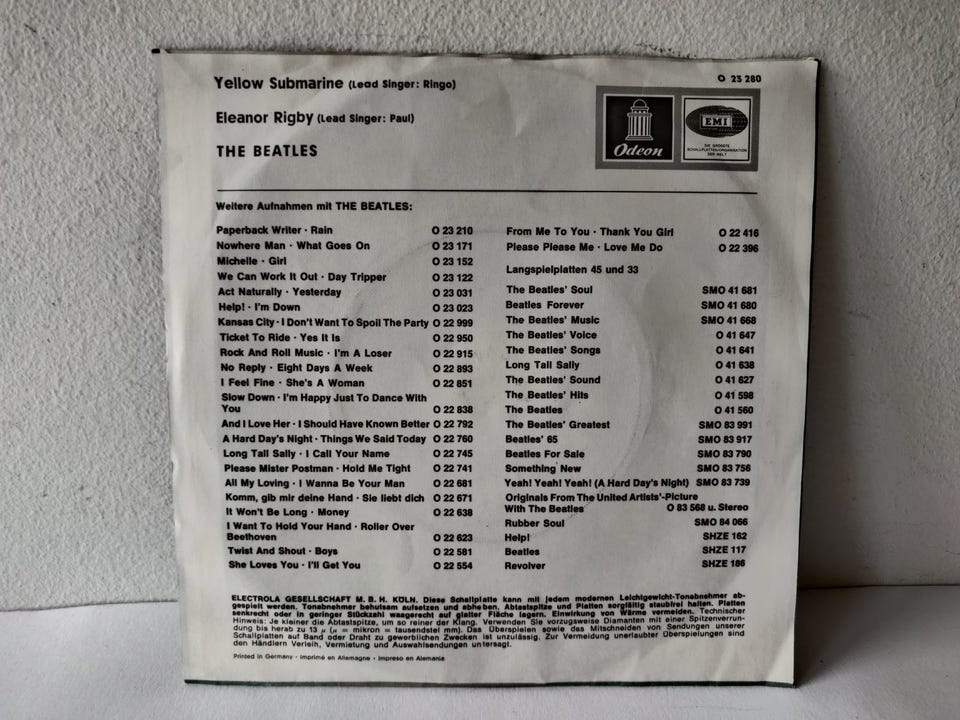 Yellow Submarine (Lead Singer: Ringo)
O 23 280
Eleanor Rigby (Lead Singer: Paul)
THE BEATLES
Odeon
EMI
DIE GRÖSSTE
SCHALLPLATTEN-ORGANISATION
DER WELT
Weitere Aufnahmen mit THE BEATLES:
Paperback Writer · Rain O 23 210
Nowhere Man · What Goes On O 23 171
Michelle · Girl O 23 152
We Can Work It Out · Day Tripper O 23 122
Act Naturally · Yesterday O 23 031
Help! · I'm Down O 23 023
Kansas City · I Don't Want To Spoil The Party O 22 999
Ticket To Ride · Yes It Is O 22 950
Rock And Roll Music · I'm A Loser O 22 915
No Reply · Eight Days A Week O 22 893
I Feel Fine · She's A Woman O 22 851
Slow Down · I'm Happy Just To Dance With
You O 22 838
And I Love Her · I Should Have Known Better O 22 792
A Hard Day's Night · Things We Said Today O 22 760
Long Tall Sally · I Call Your Name O 22 745
Please Mister Postman · Hold Me Tight O 22 741
All My Loving · I Wanna Be Your Man O 22 681
Komm, gib mir deine Hand · Sie liebt dich O 22 671
It Won't Be Long · Money O 22 638
I Want To Hold Your Hand · Roller Over
Beethoven O 22 623
Twist And Shout · Boys O 22 581
She Loves You · I'll Get You O 22 554
From Me To You · Thank You Girl O 22 416
Please Please Me · Love Me Do O 22 396
Langspielplatten 45 und 33
The Beatles' Soul SMO 41 681
Beatles Forever SMO 41 680
The Beatles' Music SMO 41 668
The Beatles' Voice O 41 647
The Beatles' Songs O 41 641
Long Tall Sally O 41 638
The Beatles' Sound O 41 627
The Beatles' Hits O 41 598
The Beatles O 41 560
The Beatles' Greatest SMO 83 991
Beatles' 65 SMO 83 917
Beatles For Sale SMO 83 790
Something New SMO 83 756
Yeah! Yeah! Yeah! (A Hard Day's Night) SMO 83 739
Originals From The United Artists'-Picture
With The Beatles O 83 568 u. Stereo
Rubber Soul SMO 84 066
Help! SHZE 162
Beatles SHZE 117
Revolver SHZE 186
ELECTROLA GESELLSCHAFT M. B. H. KÖLN. Diese Schallplatte kann mit jedem modernen Leichtgewicht-Tonabnehmer ab-
gespielt werden. Tonabnehmer behutsam aufsetzen und abheben. Abtastspitze und Platten sorgfältig staubfrei halten. Platten
senkrecht oder in geringer Stückzahl waagerecht auf glatter Fläche lagern. Einwirkung von Wärme vermeiden. Technischer
Hinweis: Je kleiner die Abtastspitze, um so reiner der Klang. Verwenden Sie vorzugsweise Diamanten mit einer Spitzenverrun-
dung bis herab zu 13 μ (μ = mikron = tausendstel mm). Das Überspielen sowie das Mitschneiden von Sendungen unserer
Schallplatten auf Band oder Draht zu gewerblichen Zwecken ist unzulässig. Zur Vermeidung unerlaubter Überspielungen sind
den Händlern Verleih, Vermietung und Auswahlsendungen untersagt.
Printed in Germany · Imprimé en Allemagne · Impreso en Alemania